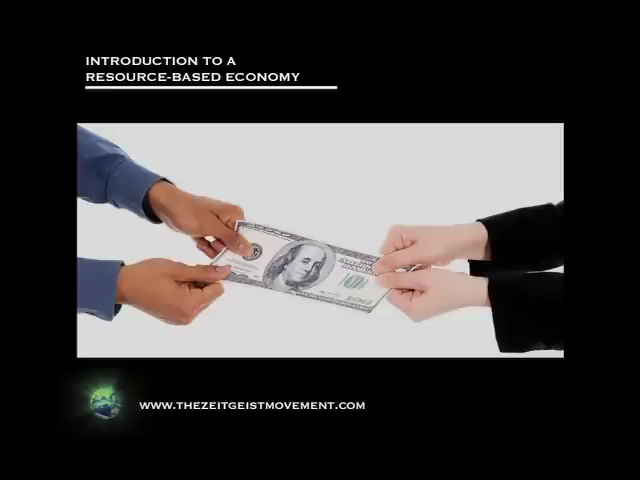 INTRODUCTION TO A
RESOURCE-BASED ECONOMY
WWW.THEZEITGEISTMOVEMENT.COM